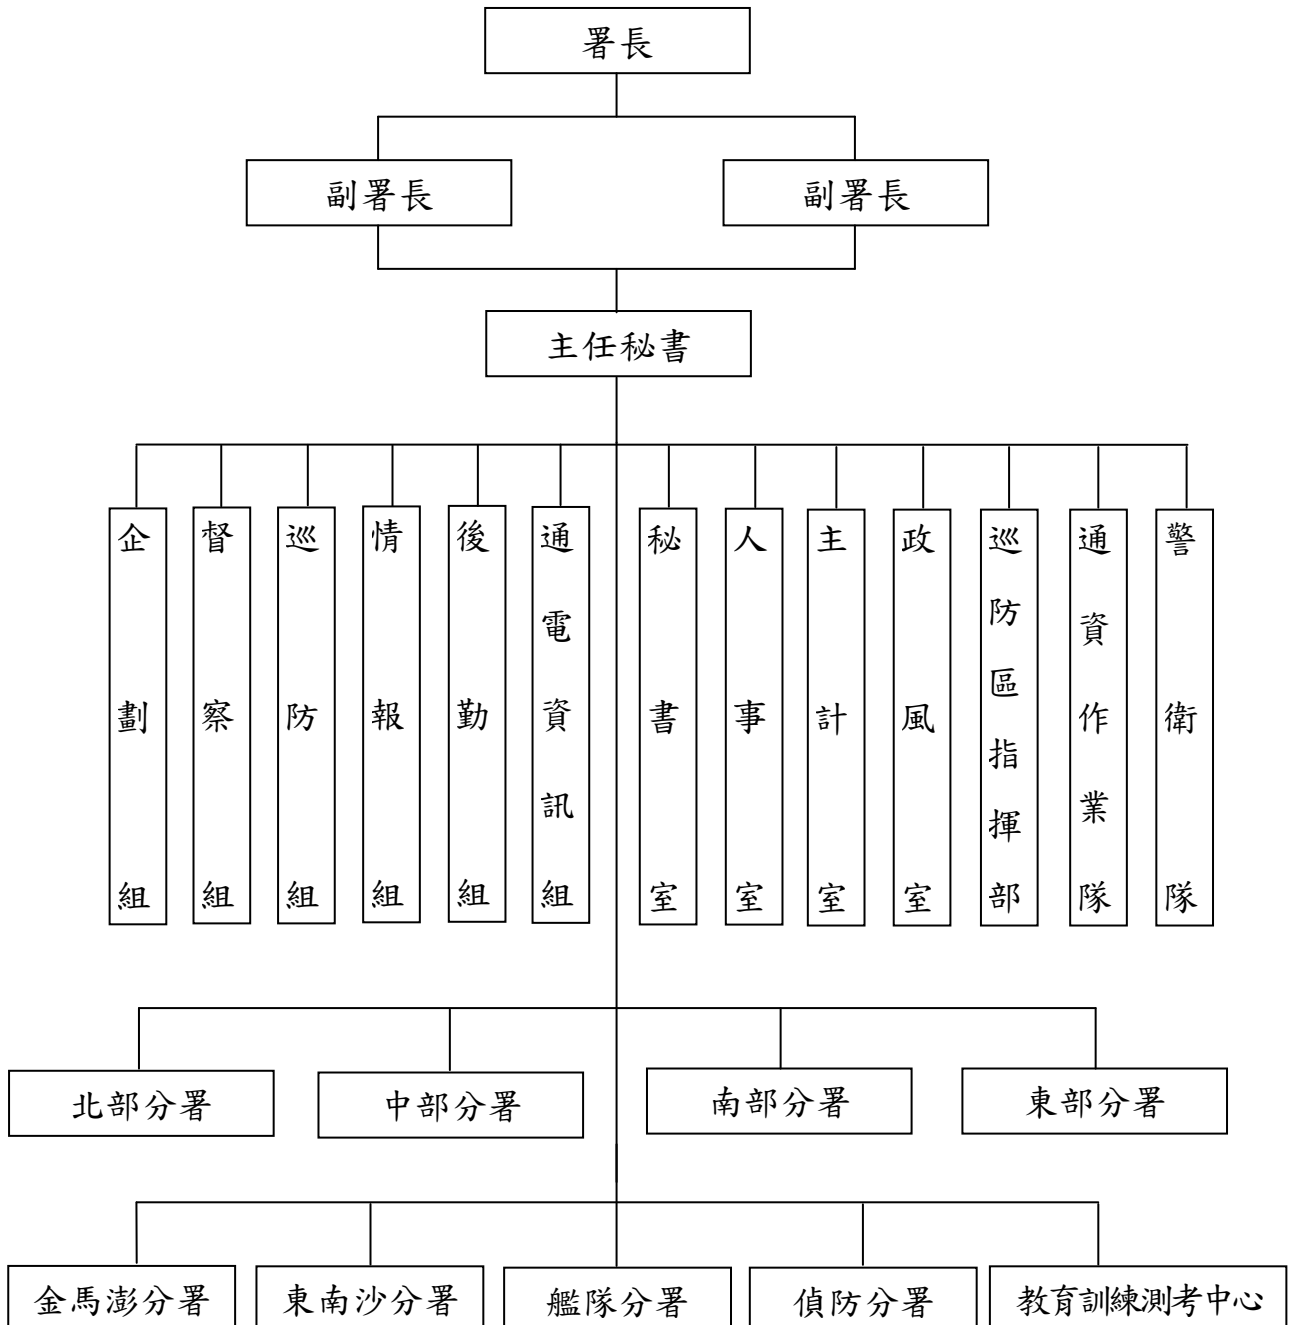 署長
副署長
副署長
主任秘書
企劃組
督察組
巡防組
情報組
後勤組
通電資訊組
秘書室
人事室
主計室
政風室
巡防區指揮部
通資作業隊
警衛隊
北部分署
中部分署
南部分署
東部分署
金馬澎分署
東南沙分署
艦隊分署
偵防分署
教育訓練測考中心